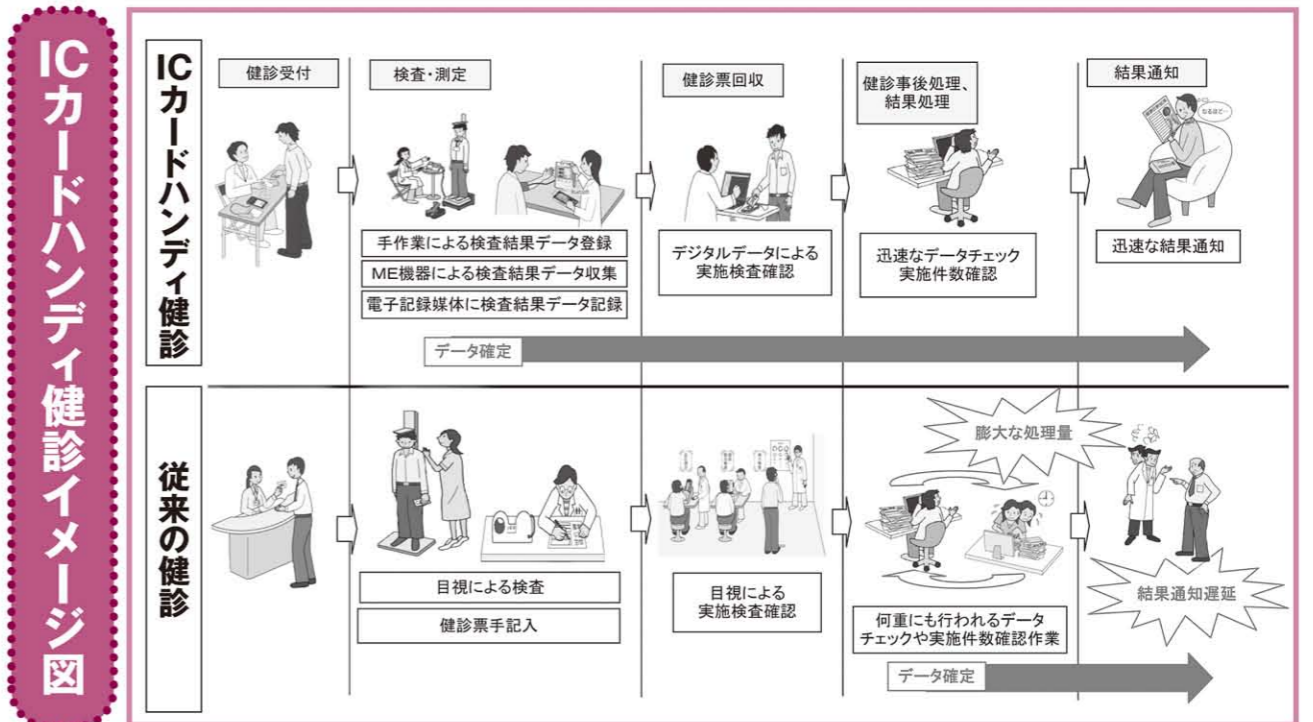 ICカードハンディ健診イメージ図
ICカードハンディ健診
健診受付
検査・測定
健診票回収
健診事後処理、
結果処理
結果通知
なるほど…
手作業による検査結果データ登録
ME機器による検査結果データ収集
電子記録媒体に検査結果データ記録
デジタルデータによる
実施検査確認
迅速なデータチェック
実施件数確認
迅速な結果通知
データ確定
従来の健診
目視による検査
健診票手記入
目視による
実施検査確認
膨大な処理量
何重にも行われるデータ
チェックや実施件数確認作業
結果通知遅延
データ確定